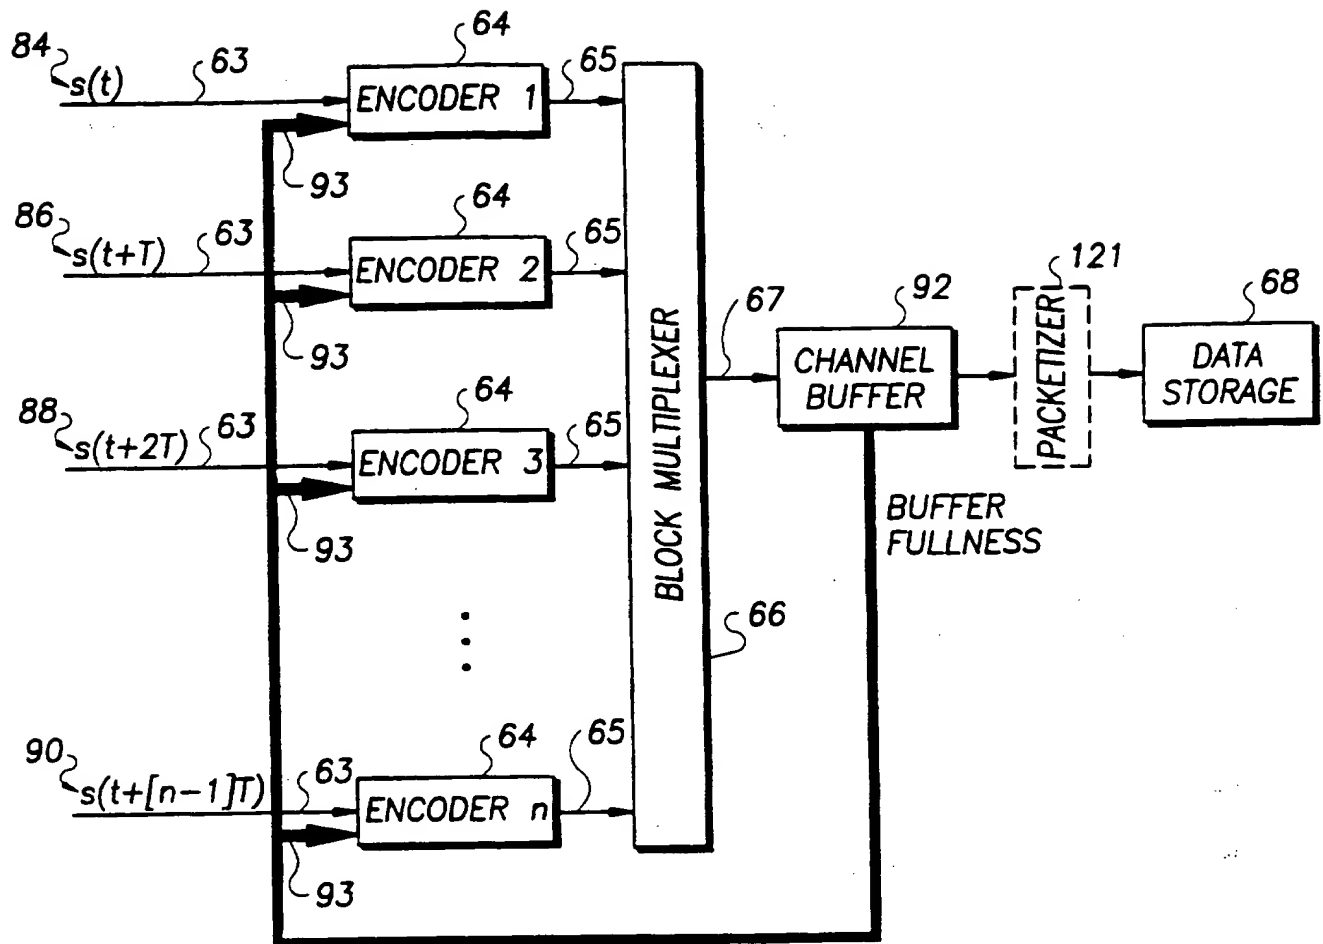 84
s(t)
63
64
ENCODER 1
65
93
86
s(t+T)
63
64
ENCODER 2
65
93
88
s(t+2T)
63
64
ENCODER 3
65
93
90
s(t+[n-1]T)
63
64
ENCODER n
65
93
BLOCK MULTIPLEXER
66
67
92
CHANNEL
BUFFER
BUFFER
FULLNESS
121
PACKETIZER
68
DATA
STORAGE